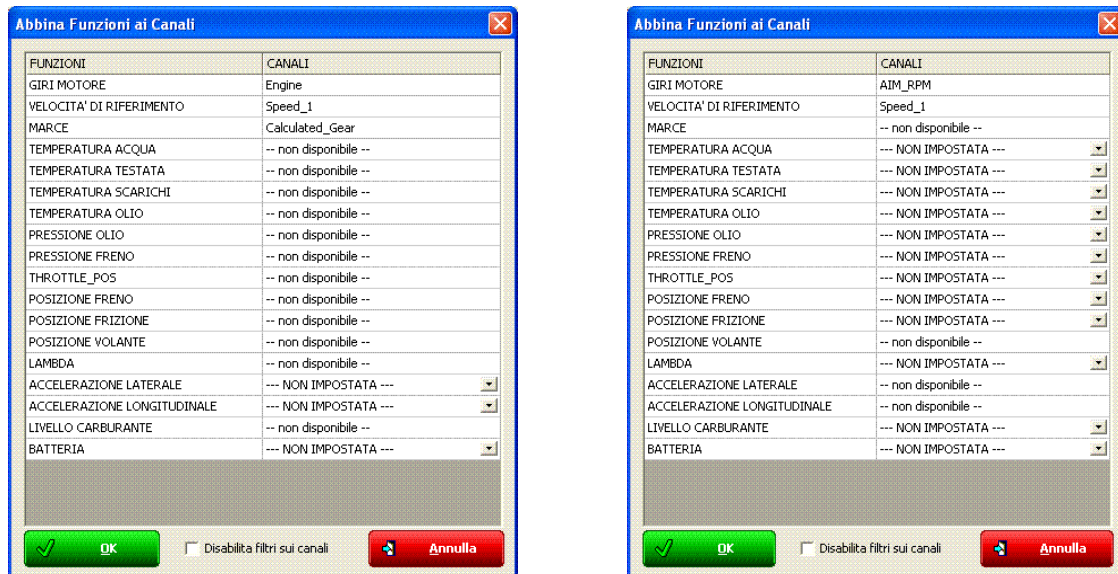 Abbina Funzioni ai Canali
FUNZIONI CANALI
GIRI MOTORE Engine
VELOCITA' DI RIFERIMENTO Speed_1
MARCE Calculated_Gear
TEMPERATURA ACQUA -- non disponibile --
TEMPERATURA TESTATA -- non disponibile --
TEMPERATURA SCARICHI -- non disponibile --
TEMPERATURA OLIO -- non disponibile --
PRESSIONE OLIO -- non disponibile --
PRESSIONE FRENO -- non disponibile --
THROTTLE_POS -- non disponibile --
POSIZIONE FRENO -- non disponibile --
POSIZIONE FRIZIONE -- non disponibile --
POSIZIONE VOLANTE -- non disponibile --
LAMBDA -- non disponibile --
ACCELERAZIONE LATERALE --- NON IMPOSTATA ---
ACCELERAZIONE LONGITUDINALE --- NON IMPOSTATA ---
LIVELLO CARBURANTE -- non disponibile --
BATTERIA --- NON IMPOSTATA ---
OK Disabilita filtri sui canali Annulla
Abbina Funzioni ai Canali
FUNZIONI CANALI
GIRI MOTORE AIM_RPM
VELOCITA' DI RIFERIMENTO Speed_1
MARCE -- non disponibile --
TEMPERATURA ACQUA --- NON IMPOSTATA ---
TEMPERATURA TESTATA --- NON IMPOSTATA ---
TEMPERATURA SCARICHI --- NON IMPOSTATA ---
TEMPERATURA OLIO --- NON IMPOSTATA ---
PRESSIONE OLIO --- NON IMPOSTATA ---
PRESSIONE FRENO --- NON IMPOSTATA ---
THROTTLE_POS --- NON IMPOSTATA ---
POSIZIONE FRENO --- NON IMPOSTATA ---
POSIZIONE FRIZIONE --- NON IMPOSTATA ---
POSIZIONE VOLANTE -- non disponibile --
LAMBDA --- NON IMPOSTATA ---
ACCELERAZIONE LATERALE -- non disponibile --
ACCELERAZIONE LONGITUDINALE -- non disponibile --
LIVELLO CARBURANTE --- NON IMPOSTATA ---
BATTERIA --- NON IMPOSTATA ---
OK Disabilita filtri sui canali Annulla